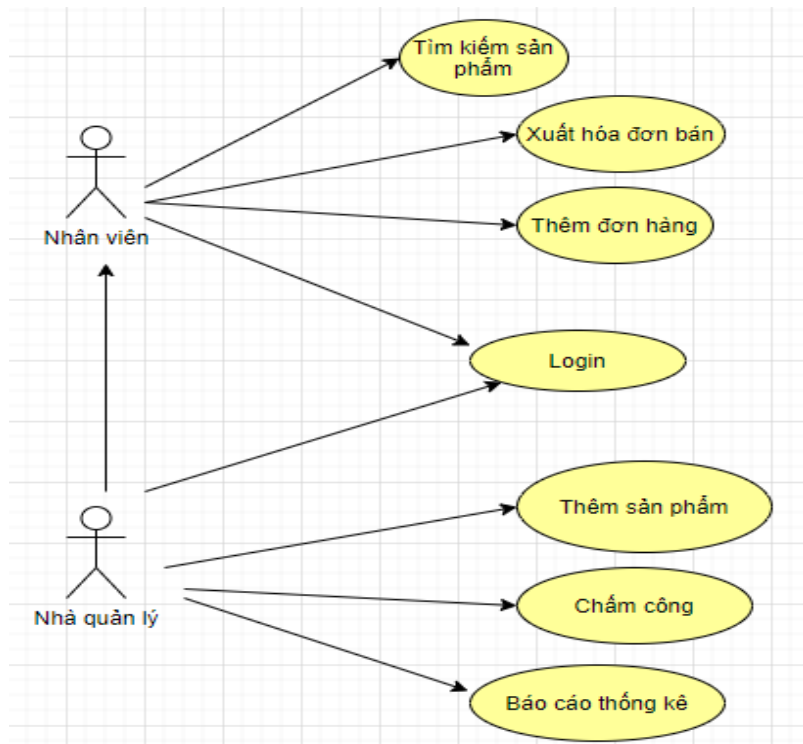 Tìm kiếm sản
phẩm
Xuất hóa đơn bán
Nhân viên
Thêm đơn hàng
Login
Thêm sản phẩm
Chấm công
Nhà quản lý
Báo cáo thống kê